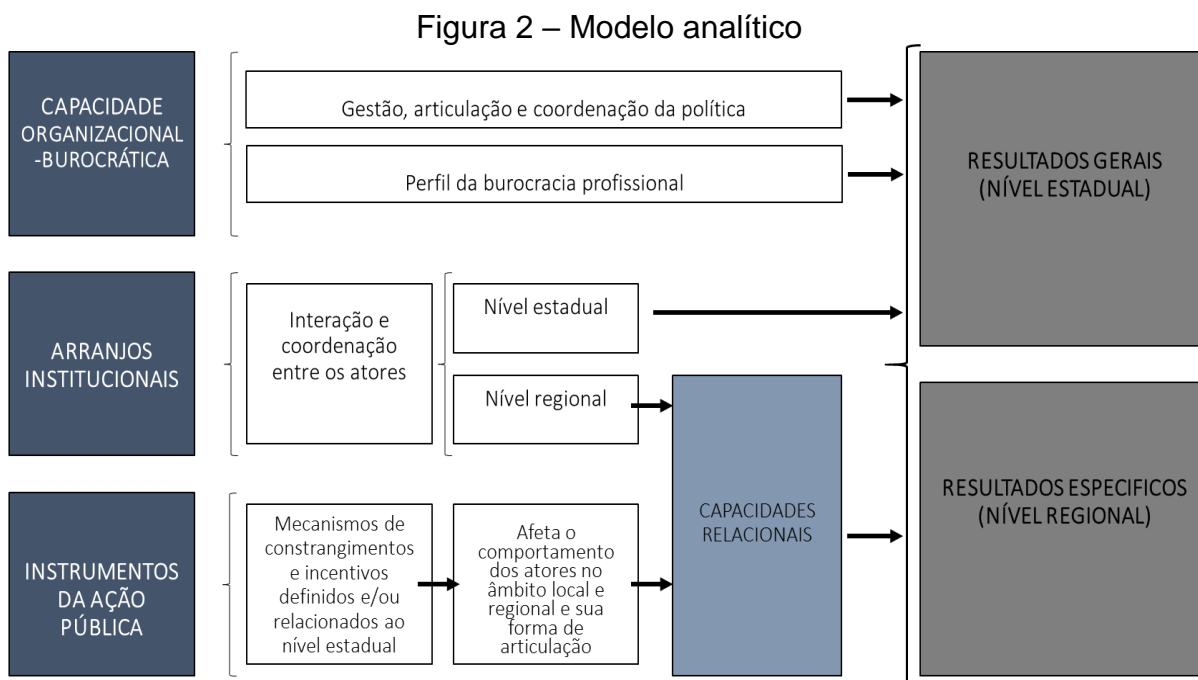 Figura 2 – Modelo analítico
CAPACIDADE
ORGANIZACIONAL
-BUROCRÁTICA
Gestão, articulação e coordenação da política
Perfil da burocracia profissional
RESULTADOS GERAIS
(NÍVEL ESTADUAL)
ARRANJOS
INSTITUCIONAIS
Interação e
coordenação
entre os atores
Nível estadual
Nível regional
INSTRUMENTOS
DA AÇÃO
PÚBLICA
Mecanismos de
constrangimentos
e incentivos
definidos e/ou
relacionados ao
nível estadual
Afeta o
comportamento
dos atores no
âmbito local e
regional e sua
forma de
articulação
CAPACIDADES
RELACIONAIS
RESULTADOS ESPECIFICOS
(NÍVEL REGIONAL)